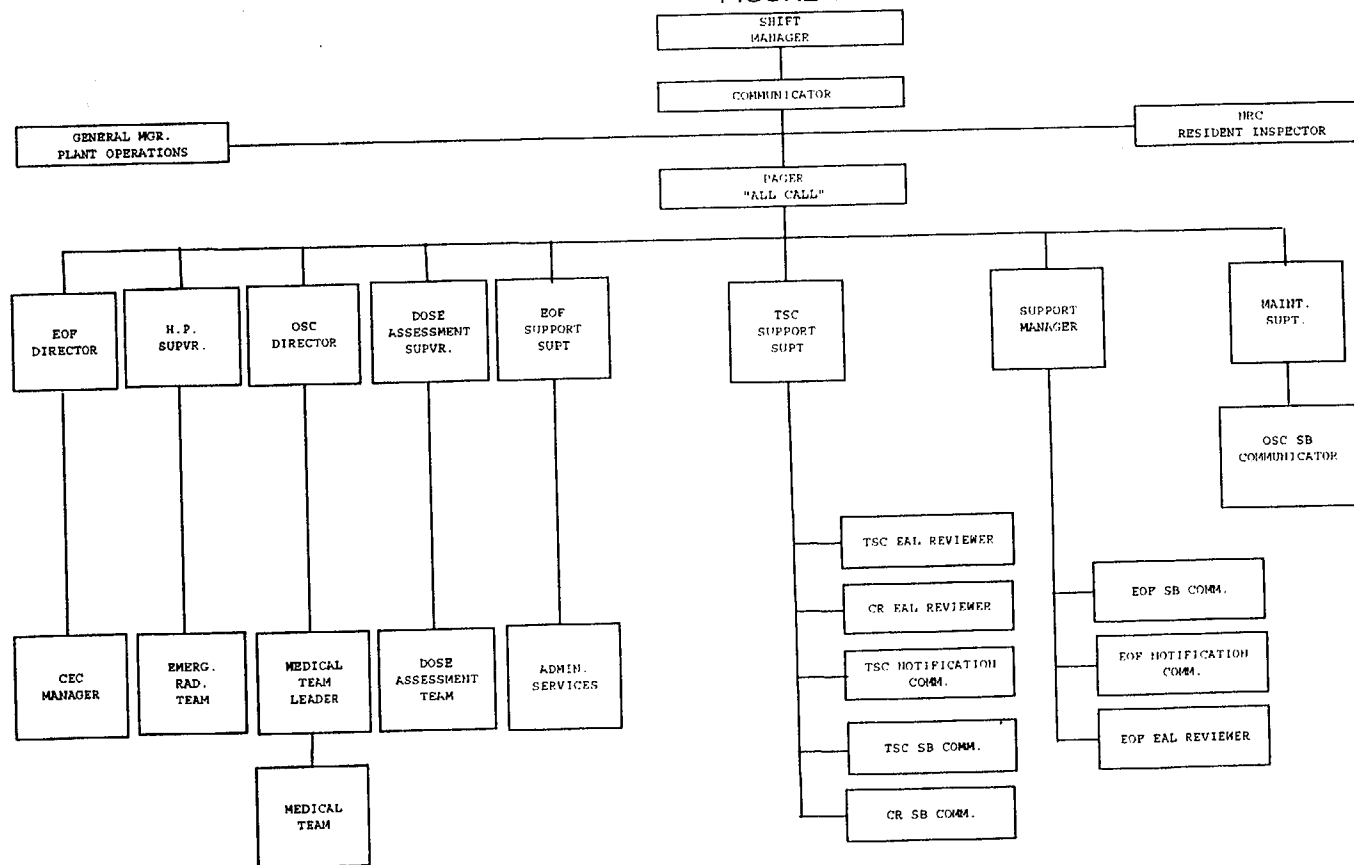 SHIFT
MANAGER
COMMUNICATOR
GENERAL MGR.
PLANT OPERATIONS
NRC
RESIDENT INSPECTOR
PAGER
"ALL CALL"
EOF
DIRECTOR
H.P.
SUPVR.
OSC
DIRECTOR
DOSE
ASSESSMENT
SUPVR.
EOF
SUPPORT
SUPT
TSC
SUPPORT
SUPT
SUPPORT
MANAGER
MAINT.
SUPT.
OSC SB
COMMUNICATOR
TSC EAL REVIEWER
CR EAL REVIEWER
TSC NOTIFICATION
COMM.
TSC SB COMM.
CR SB COMM.
EOF SB COMM.
EOF NOTIFICATION
COMM.
EOF EAL REVIEWER
CEC
MANAGER
EMERG.
RAD.
TEAM
MEDICAL
TEAM
LEADER
DOSE
ASSESSMENT
TEAM
ADMIN.
SERVICES
MEDICAL
TEAM